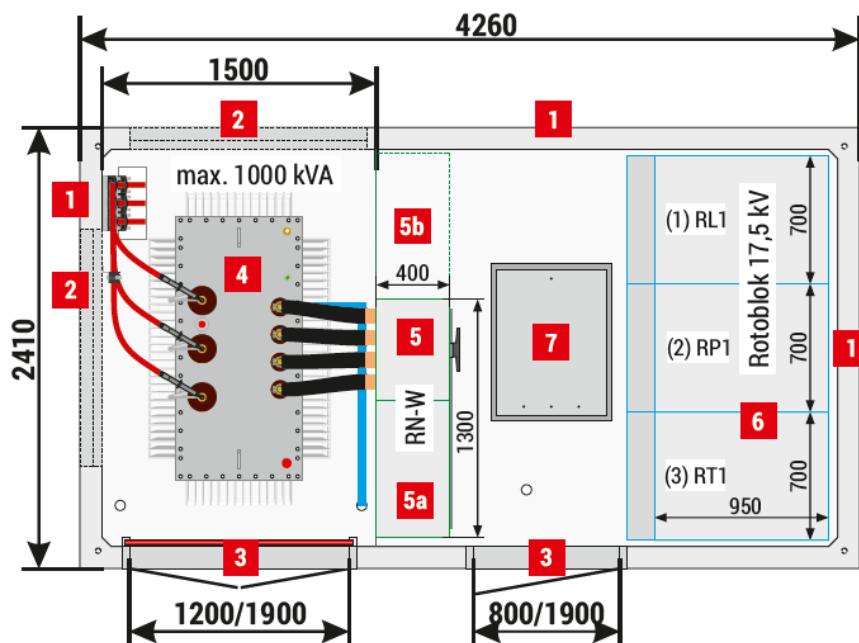 4260
1500
2
1
max. 1000 kVA
1
5b
(1) RL1
700
Rotoblok 17,5 kV
4
400
2
2410
5
7
(2) RP1
700
1
RN-W
1300
6
5a
(3) RT1
700
950
3
3
1200/1900
800/1900